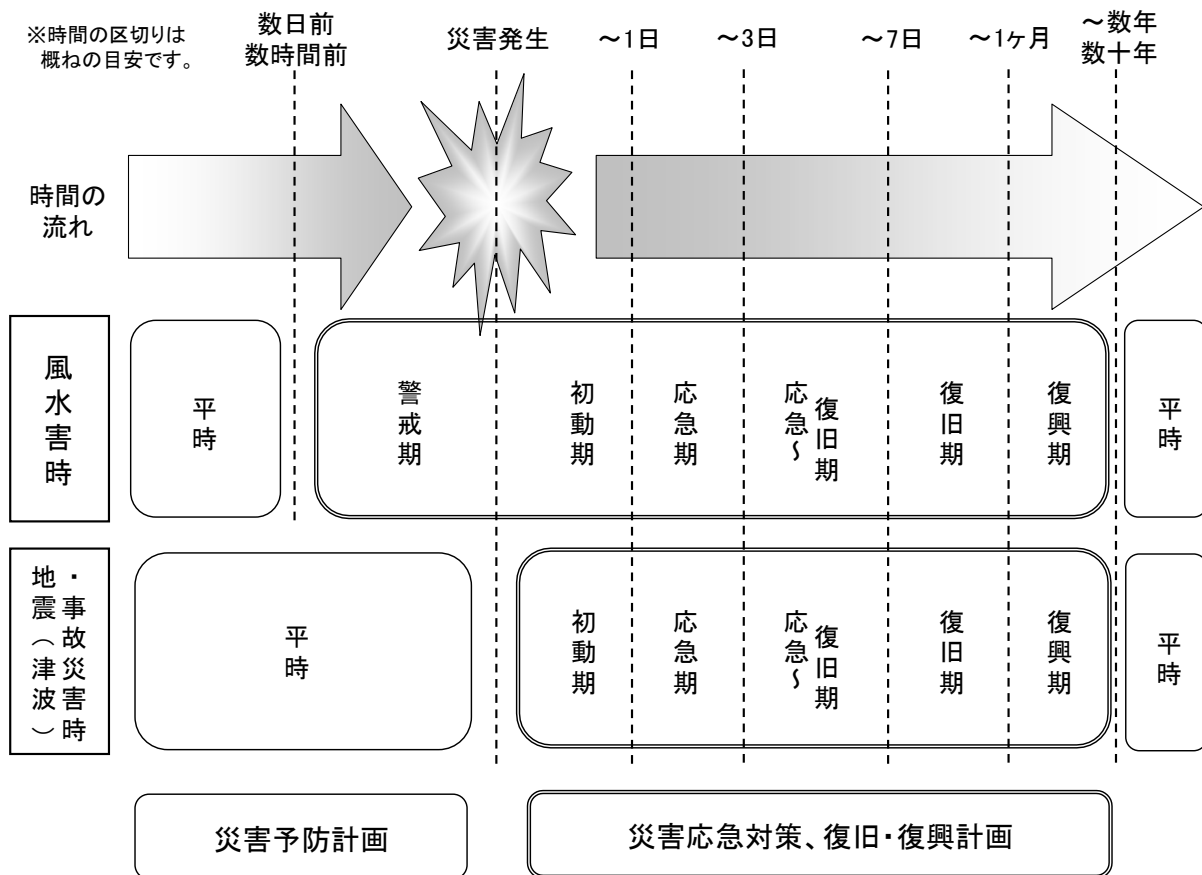 ※時間の区切りは
概ねの目安です。
数日前
数時間前
災害発生
～1日
～3日
～7日
～1ヶ月
～数年
数十年
時間の
流れ
風水害時
平時
警戒期
初動期
応急期
応急～
復旧期
復旧期
復興期
平時
地震（津波）
・事故災害時
平時
初動期
応急期
応急～
復旧期
復旧期
復興期
平時
災害予防計画
災害応急対策、復旧・復興計画